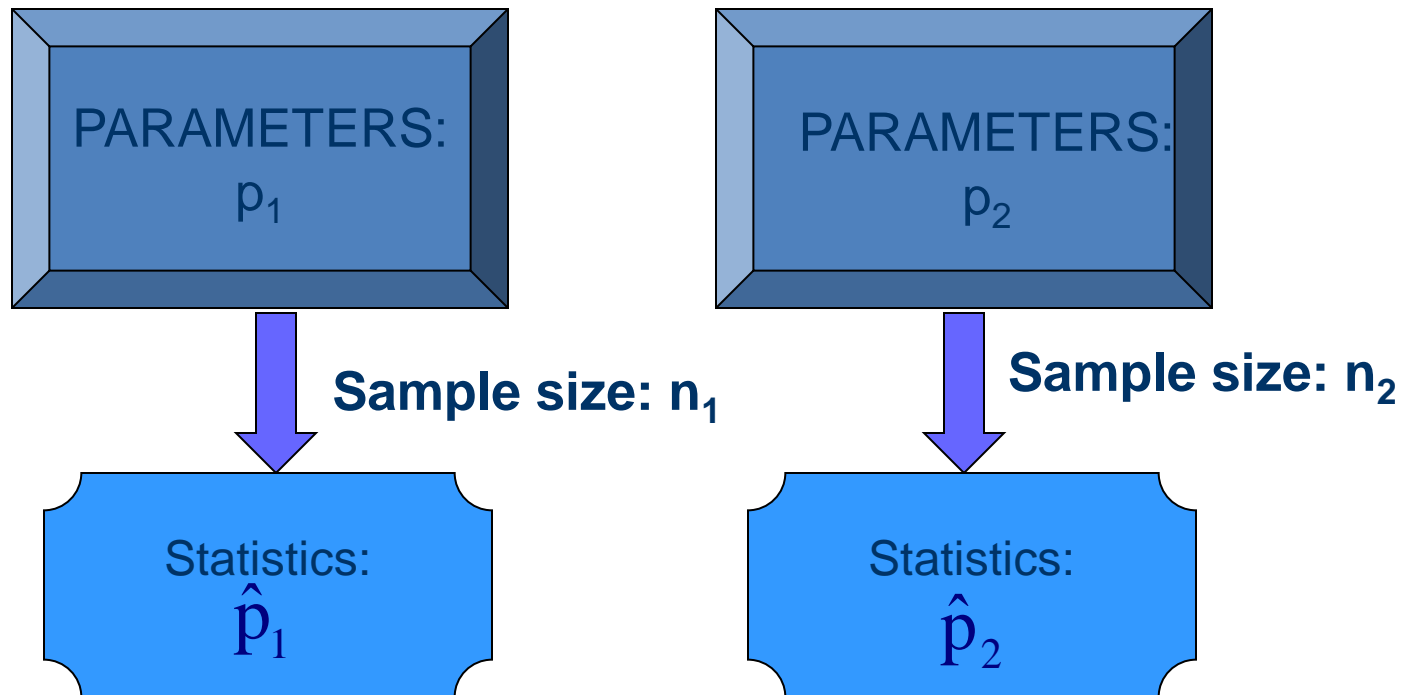 PARAMETERS:
p₁
PARAMETERS:
p₂
Sample size: n₁
Sample size: n₂
Statistics:
p̂₁
Statistics:
p̂₂